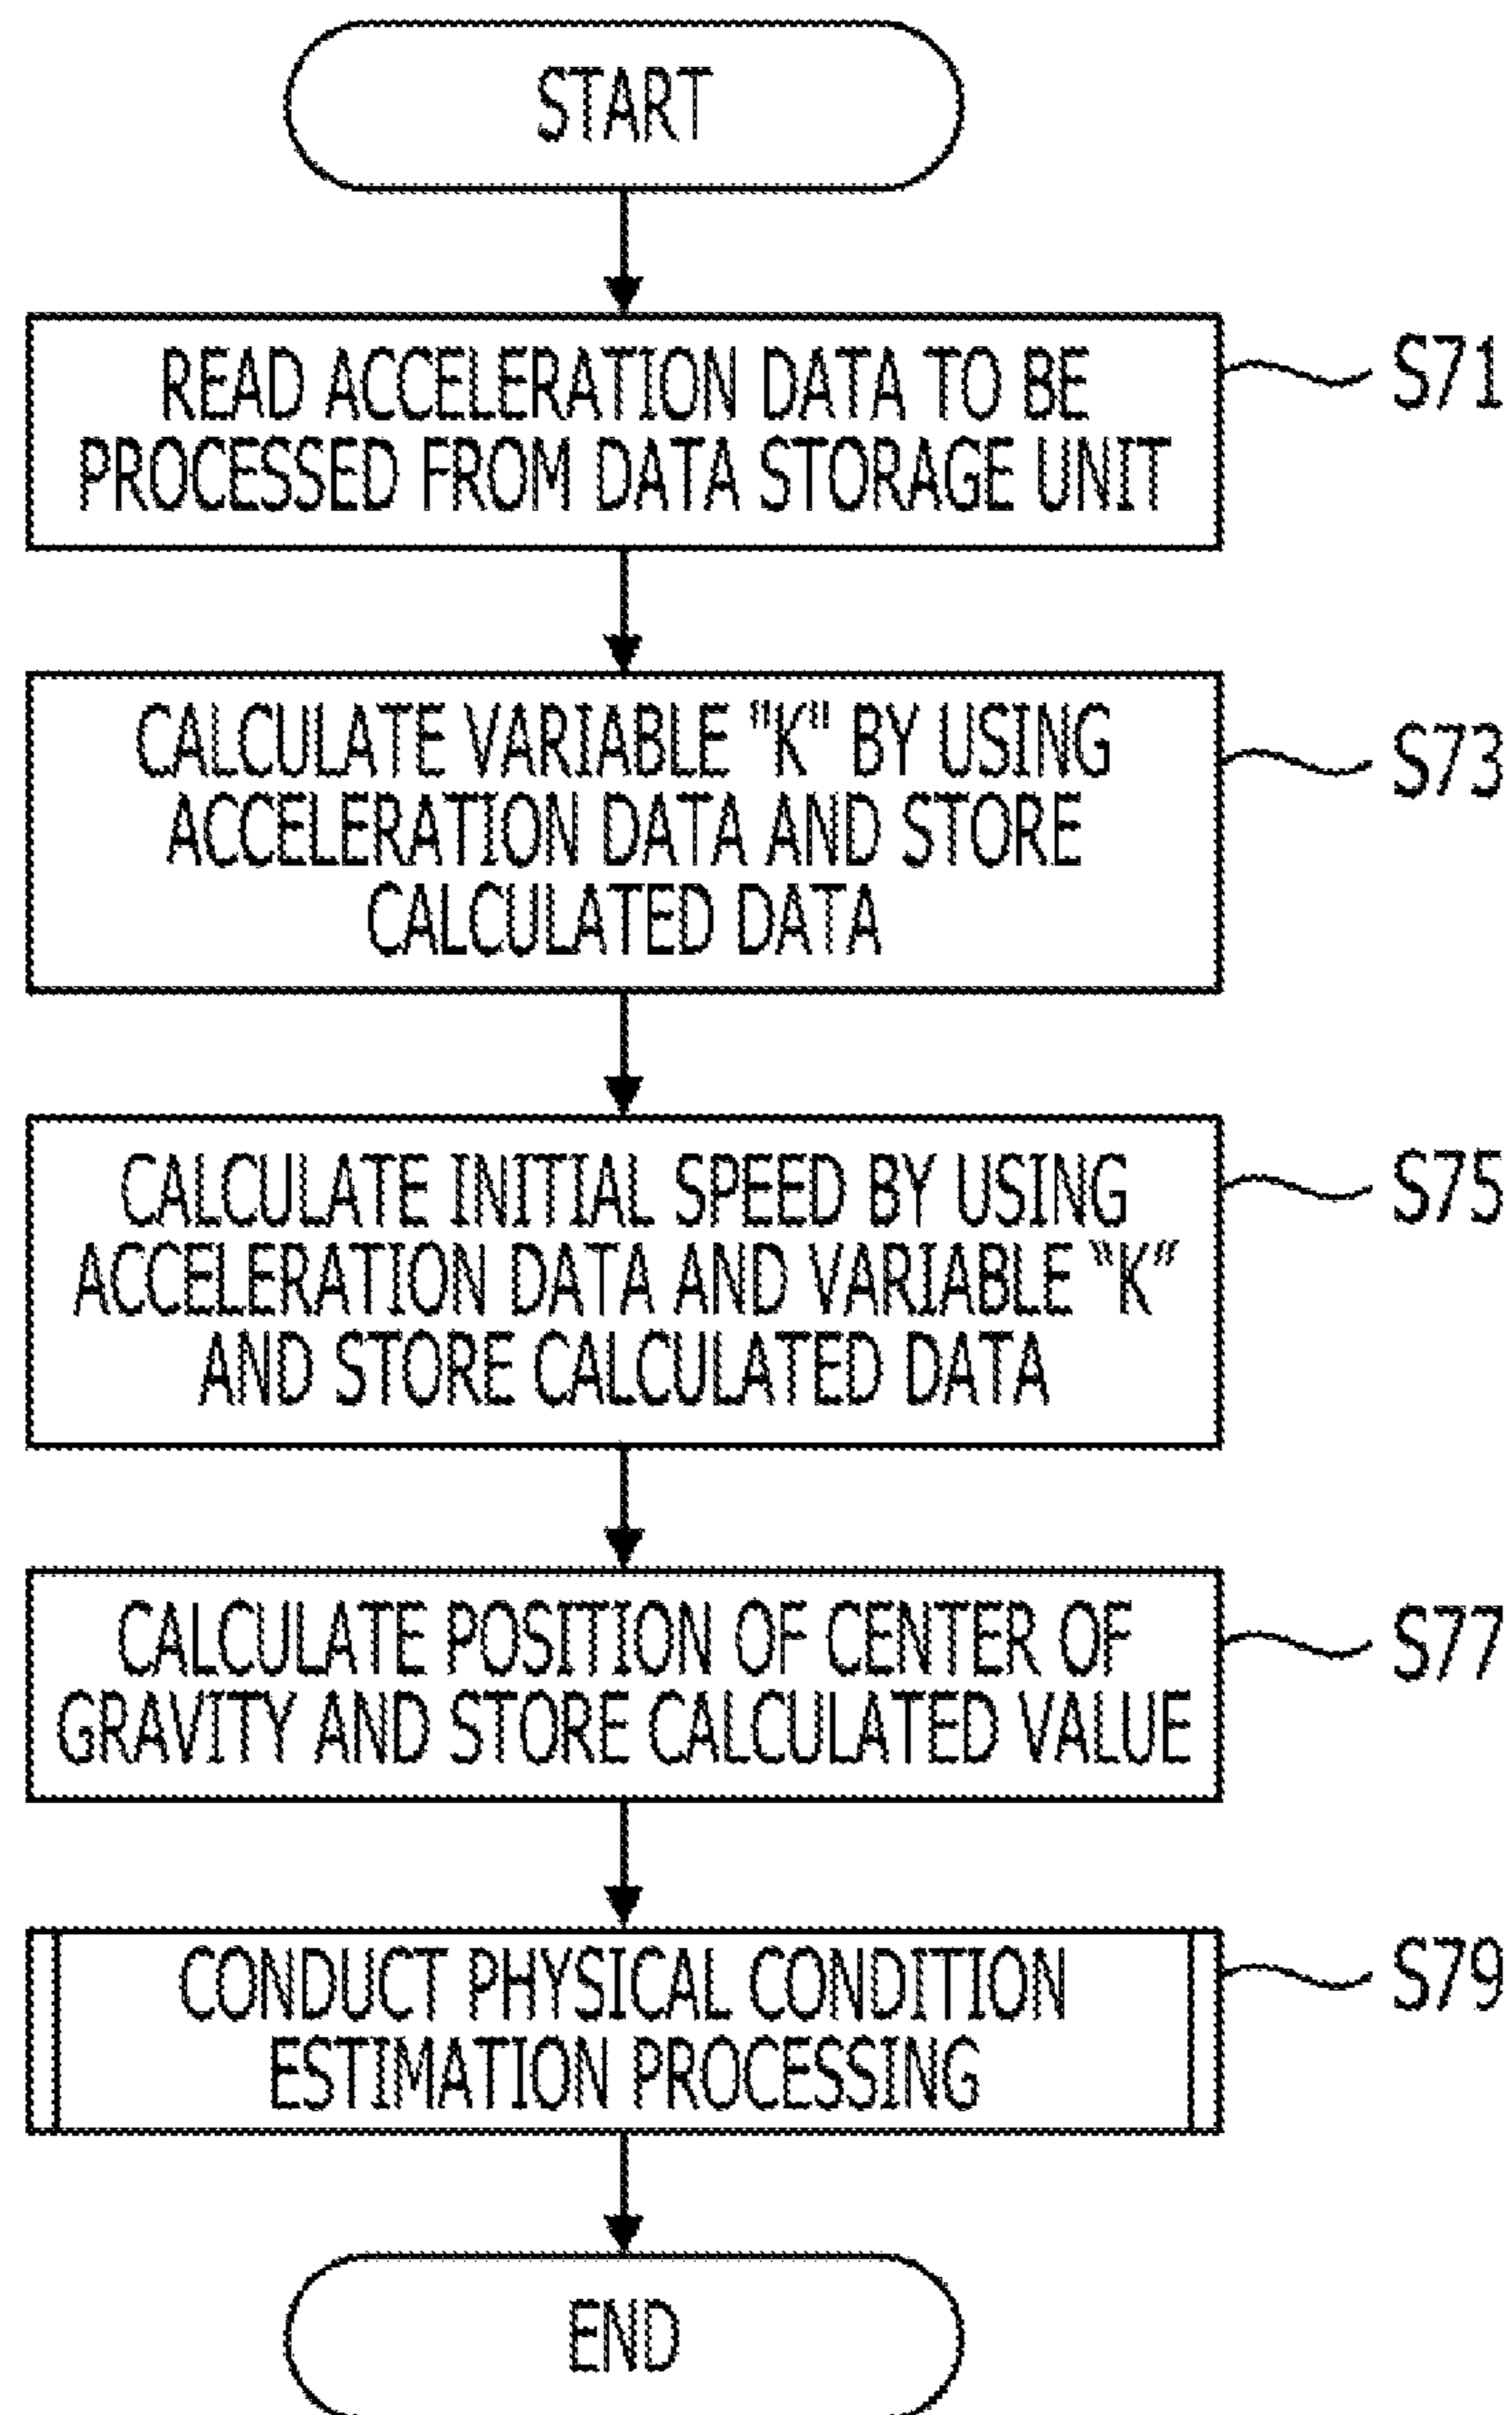 START
READ ACCELERATION DATA TO BE
PROCESSED FROM DATA STORAGE UNIT
S71
CALCULATE VARIABLE "K" BY USING
ACCELERATION DATA AND STORE
CALCULATED DATA
S73
CALCULATE INITIAL SPEED BY USING
ACCELERATION DATA AND VARIABLE “K”
AND STORE CALCULATED DATA
S75
CALCULATE POSITION OF CENTER OF
GRAVITY AND STORE CALCULATED VALUE
S77
CONDUCT PHYSICAL CONDITION
ESTIMATION PROCESSING
S79
END